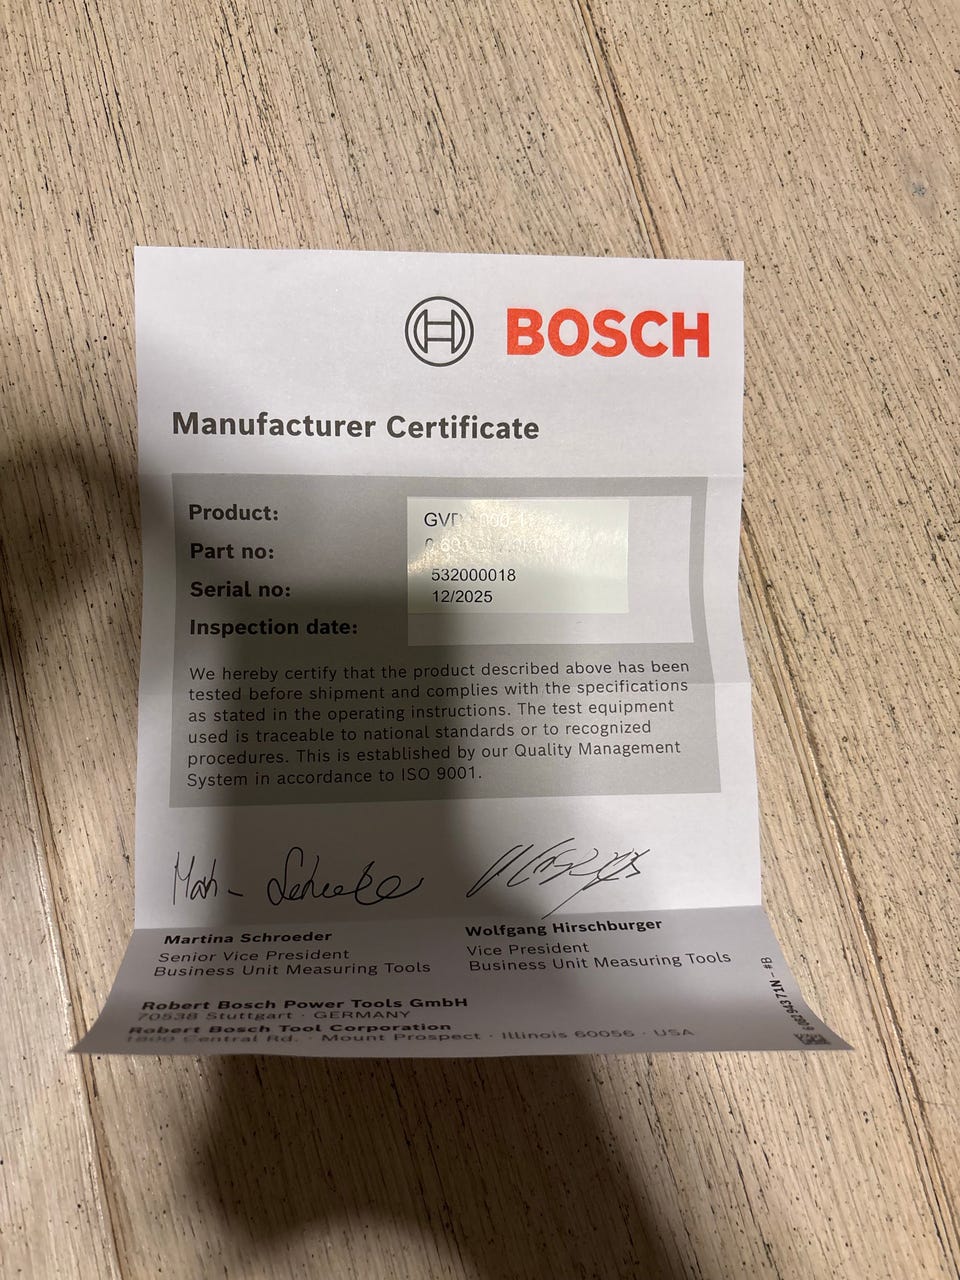 BOSCH
Manufacturer Certificate
Product:
Part no:
Serial no: 532000018
Inspection date: 12/2025
We hereby certify that the product described above has been
tested before shipment and complies with the specifications
as stated in the operating instructions. The test equipment
used is traceable to national standards or to recognized
procedures. This is established by our Quality Management
System in accordance to ISO 9001.
Martina Schroeder
Senior Vice President
Business Unit Measuring Tools
Wolfgang Hirschburger
Vice President
Business Unit Measuring Tools
Robert Bosch Power Tools GmbH
70538 Stuttgart · GERMANY
Robert Bosch Tool Corporation
1800 Central Rd. · Mount Prospect · Illinois 60056 · USA